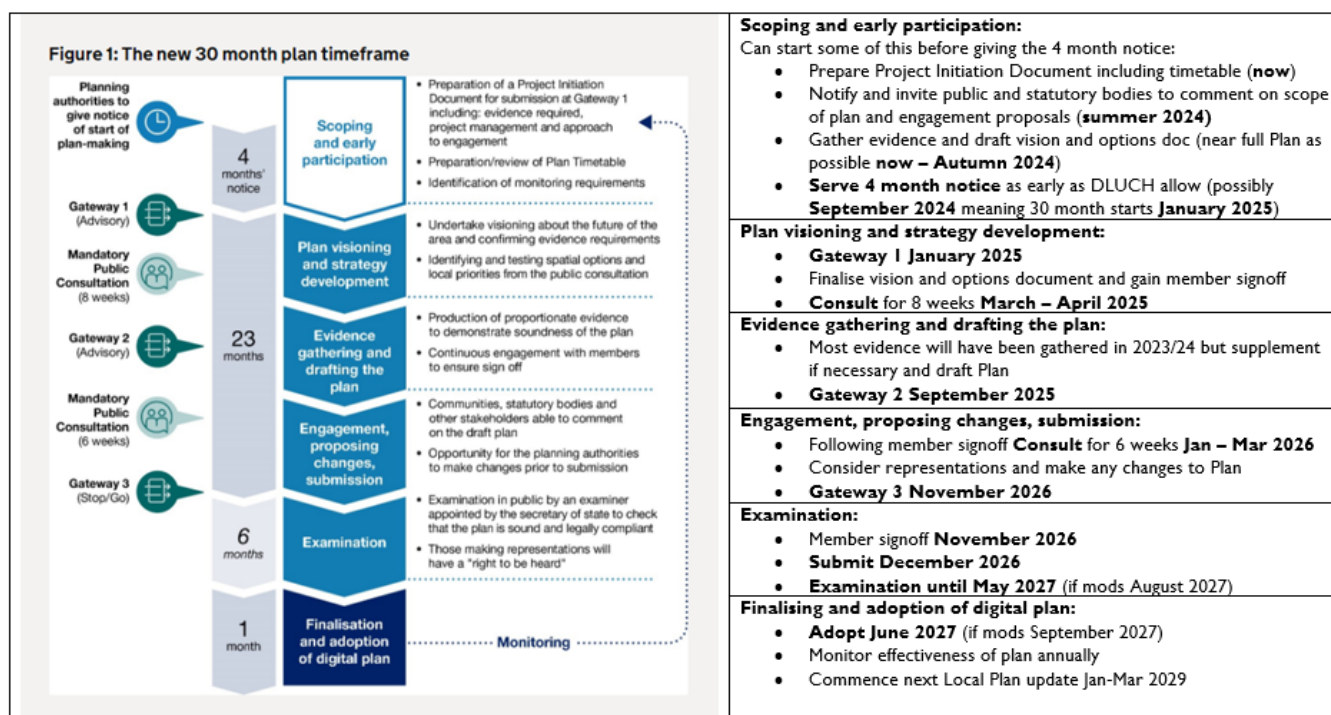 Figure 1: The new 30 month plan timeframe
Planning
authorities to
give notice
of start of
plan-making
4
months'
notice
Scoping
and early
participation
• Preparation of a Project Initiation
Document for submission at Gateway 1
including: evidence required,
project management and approach
to engagement
• Preparation/review of Plan Timetable
• Identification of monitoring requirements
Gateway 1
(Advisory)
Mandatory
Public
Consultation
(8 weeks)
Plan visioning
and strategy
development
• Undertake visioning about the future of the
area and confirming evidence requirements
• Identifying and testing spatial options and
local priorities from the public consultation
Gateway 2
(Advisory)
23
months
Evidence
gathering and
drafting the
plan
• Production of proportionate evidence
to demonstrate soundness of the plan
• Continuous engagement with members
to ensure sign off
Mandatory
Public
Consultation
(6 weeks)
Engagement,
proposing
changes,
submission
• Communities, statutory bodies and
other stakeholders able to comment
on the draft plan
• Opportunity for the planning authorities
to make changes prior to submission
Gateway 3
(Stop/Go)
6
months
Examination
• Examination in public by an examiner
appointed by the secretary of state to check
that the plan is sound and legally compliant
• Those making representations will
have a "right to be heard"
1
month
Finalisation
and adoption
of digital plan
Monitoring
Scoping and early participation:
Can start some of this before giving the 4 month notice:
• Prepare Project Initiation Document including timetable (now)
• Notify and invite public and statutory bodies to comment on scope
of plan and engagement proposals (summer 2024)
• Gather evidence and draft vision and options doc (near full Plan as
possible now – Autumn 2024)
• Serve 4 month notice as early as DLUCH allow (possibly
September 2024 meaning 30 month starts January 2025)
Plan visioning and strategy development:
• Gateway 1 January 2025
• Finalise vision and options document and gain member signoff
• Consult for 8 weeks March – April 2025
Evidence gathering and drafting the plan:
• Most evidence will have been gathered in 2023/24 but supplement
if necessary and draft Plan
• Gateway 2 September 2025
Engagement, proposing changes, submission:
• Following member signoff Consult for 6 weeks Jan – Mar 2026
• Consider representations and make any changes to Plan
• Gateway 3 November 2026
Examination:
• Member signoff November 2026
• Submit December 2026
• Examination until May 2027 (if mods August 2027)
Finalising and adoption of digital plan:
• Adopt June 2027 (if mods September 2027)
• Monitor effectiveness of plan annually
• Commence next Local Plan update Jan-Mar 2029